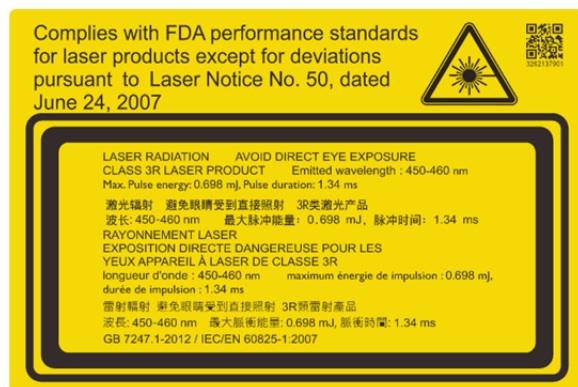 Complies with FDA performance standards
for laser products except for deviations
pursuant to Laser Notice No. 50, dated
June 24, 2007
3262137901
LASER RADIATION AVOID DIRECT EYE EXPOSURE
CLASS 3R LASER PRODUCT Emitted wavelength : 450-460 nm
Max. Pulse energy: 0.698 mJ, Pulse duration: 1.34 ms
激光辐射 避免眼睛受到直接照射 3R类激光产品
波长: 450-460 nm 最大脉冲能量: 0.698 mJ, 脉冲时间: 1.34 ms
RAYONNEMENT LASER
EXPOSITION DIRECTE DANGEREUSE POUR LES
YEUX APPAREIL À LASER DE CLASSE 3R
longueur d'onde : 450-460 nm maximum énergie de impulsion : 0.698 mJ,
durée de impulsion : 1.34 ms
雷射輻射 避免眼睛受到直接照射 3R類雷射產品
波長: 450-460 nm 最大脈衝能量: 0.698 mJ, 脈衝時間: 1.34 ms
GB 7247.1-2012 / IEC/EN 60825-1:2007